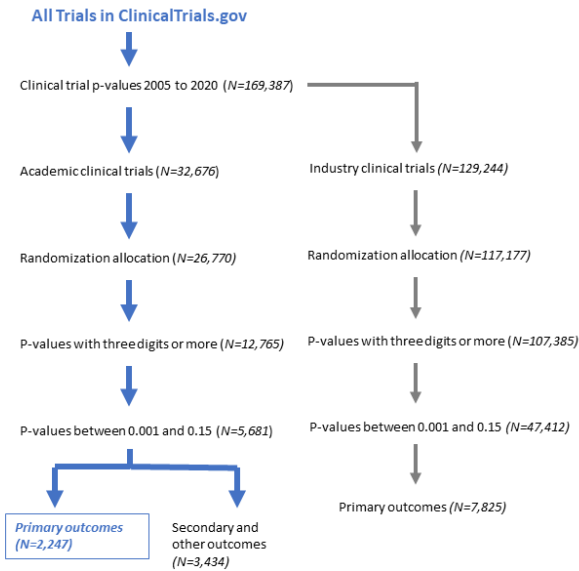 All Trials in ClinicalTrials.gov
Clinical trial p-values 2005 to 2020 (N=169,387)
Academic clinical trials (N=32,676)
Industry clinical trials (N=129,244)
Randomization allocation (N=26,770)
Randomization allocation (N=117,177)
P-values with three digits or more (N=12,765)
P-values with three digits or more (N=107,385)
P-values between 0.001 and 0.15 (N=5,681)
P-values between 0.001 and 0.15 (N=47,412)
Primary outcomes
(N=2,247)
Secondary and
other outcomes
(N=3,434)
Primary outcomes (N=7,825)